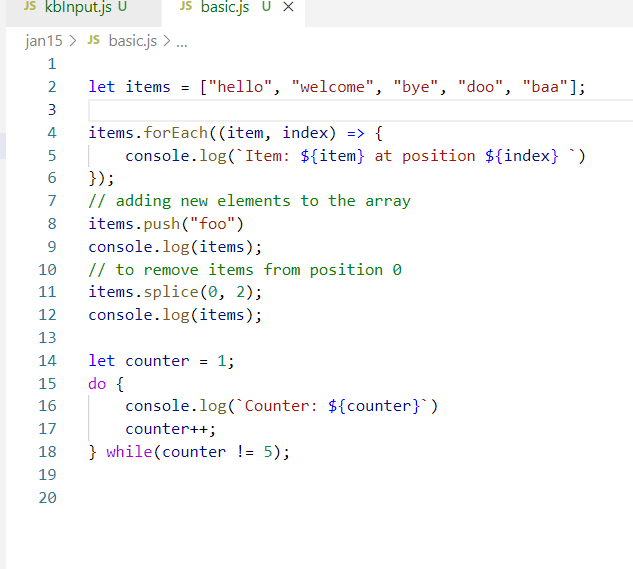 JS kbInput.js U JS basic.js U ×
jan15 > JS basic.js > ...
1
2 let items = ["hello", "welcome", "bye", "doo", "baa"];
3
4 items.forEach((item, index) => {
5     console.log(`Item: ${item} at position ${index} `)
6 });
7 // adding new elements to the array
8 items.push("foo")
9 console.log(items);
10 // to remove items from position 0
11 items.splice(0, 2);
12 console.log(items);
13
14 let counter = 1;
15 do {
16     console.log(`Counter: ${counter}`)
17     counter++;
18 } while(counter != 5);
19
20